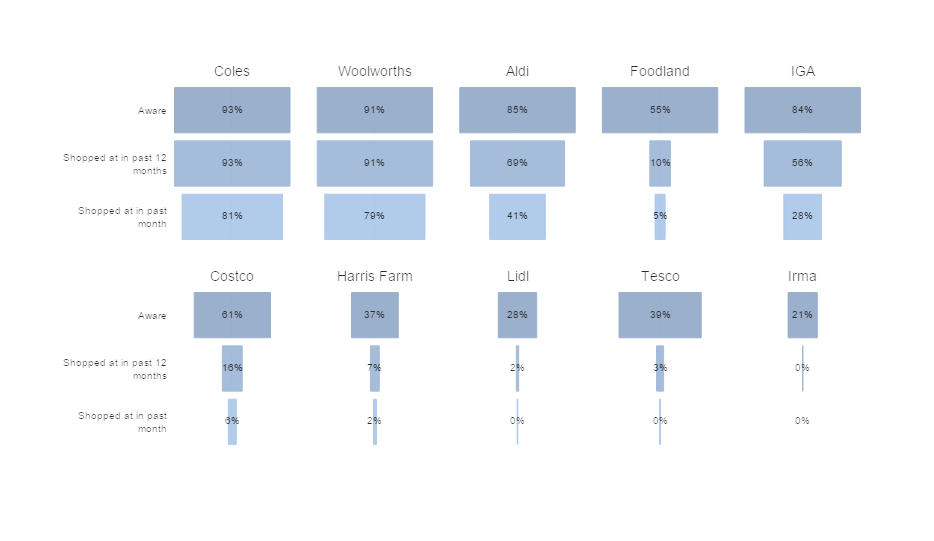 Coles Woolworths Aldi Foodland IGA
Aware 93% 91% 85% 55% 84%
Shopped at in past 12
months 93% 91% 69% 10% 56%
Shopped at in past
month 81% 79% 41% 5% 28%
Costco Harris Farm Lidl Tesco Irma
Aware 61% 37% 28% 39% 21%
Shopped at in past 12
months 16% 7% 2% 3% 0%
Shopped at in past
month 6% 2% 0% 0% 0%